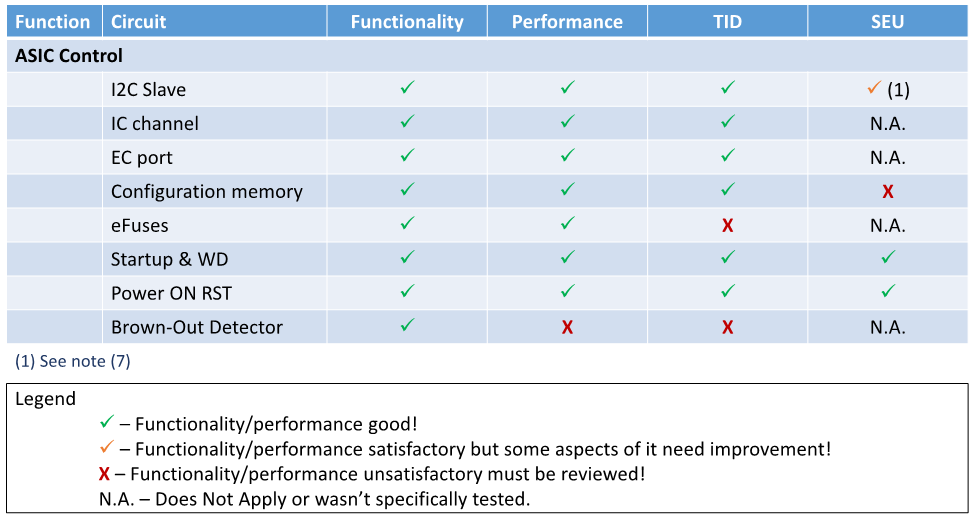 Function Circuit Functionality Performance TID SEU
ASIC Control
I2C Slave ✓ ✓ ✓ ✓ (1)
IC channel ✓ ✓ ✓ N.A.
EC port ✓ ✓ ✓ N.A.
Configuration memory ✓ ✓ ✓ X
eFuses ✓ ✓ X N.A.
Startup & WD ✓ ✓ ✓ ✓
Power ON RST ✓ ✓ ✓ ✓
Brown-Out Detector ✓ X X N.A.
(1) See note (7)
Legend
✓ – Functionality/performance good!
✓ – Functionality/performance satisfactory but some aspects of it need improvement!
X – Functionality/performance unsatisfactory must be reviewed!
N.A. – Does Not Apply or wasn’t specifically tested.